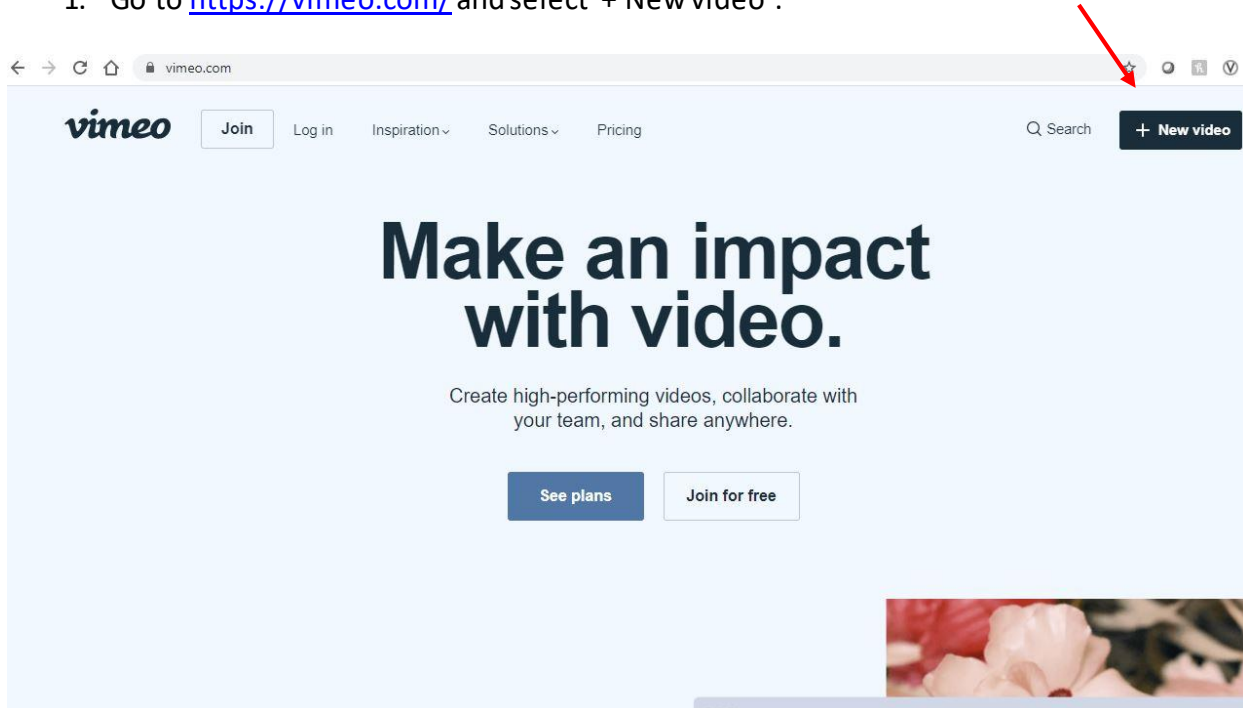 1. Go to https://vimeo.com/ and select '+ New video'.
vimeo.com
vimeo Join Log in Inspiration Solutions Pricing Search + New video
Make an impact
with video.
Create high-performing videos, collaborate with
your team, and share anywhere.
See plans Join for free